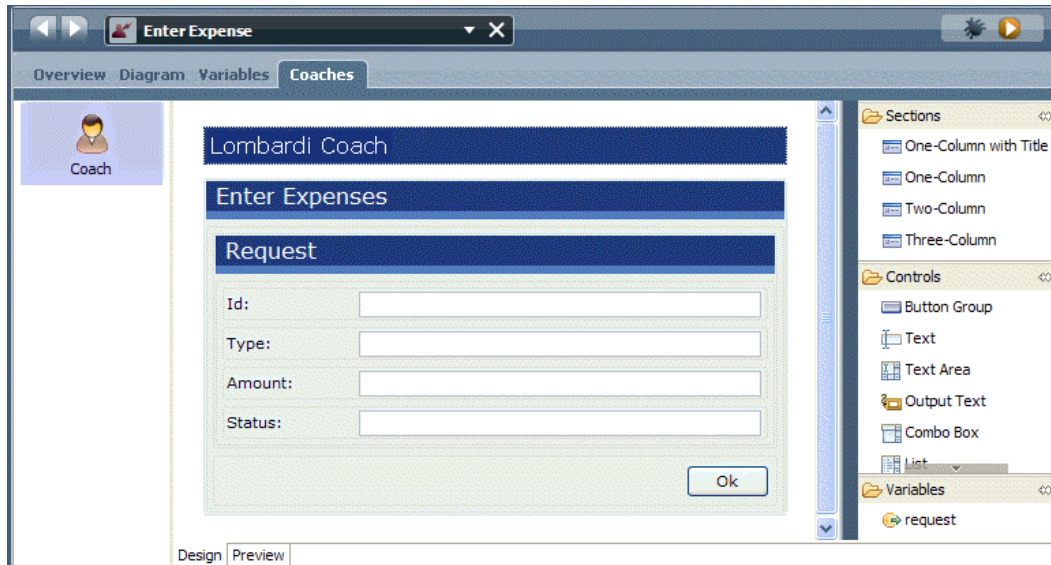 Enter Expense
Overview Diagram Variables Coaches
Coach
Lombardi Coach
Enter Expenses
Request
Id:
Type:
Amount:
Status:
Ok
Design Preview
Sections
One-Column with Title
One-Column
Two-Column
Three-Column
Controls
Button Group
Text
Text Area
Output Text
Combo Box
List
Variables
request